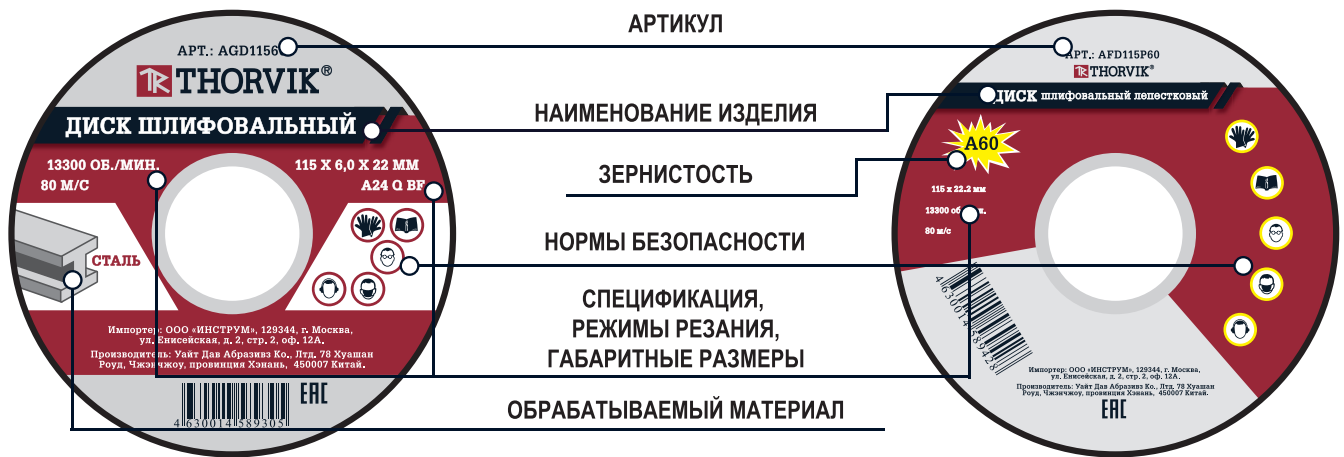 АРТ.: AGD1156
THORVIK®
ДИСК ШЛИФОВАЛЬНЫЙ
13300 ОБ./МИН.
80 М/С
115 X 6,0 X 22 ММ
A24 Q BF
СТАЛЬ
Импортер: ООО «ИНСТРУМ», 129344, г. Москва,
ул. Енисейская, д. 2, стр. 2, оф. 12А.
Производитель: Уайт Дав Абразивз Ко., Лтд. 78 Хуашан
Роуд, Чжэнчжоу, провинция Хэнань, 450007 Китай.
EAC
4 630014 589305
АРТИКУЛ
НАИМЕНОВАНИЕ ИЗДЕЛИЯ
ЗЕРНИСТОСТЬ
НОРМЫ БЕЗОПАСНОСТИ
СПЕЦИФИКАЦИЯ,
РЕЖИМЫ РЕЗАНИЯ,
ГАБАРИТНЫЕ РАЗМЕРЫ
ОБРАБАТЫВАЕМЫЙ МАТЕРИАЛ
АРТ.: AFD115P60
THORVIK®
ДИСК шлифовальный лепестковый
A60
115 x 22.2 мм
13300
80 м/с
4 630014 589428
Импортер: ООО «ИНСТРУМ», 129344, г. Москва,
ул. Енисейская, д. 2, стр. 2, оф. 12А.
Производитель: Уайт Дав Абразивз Ко., Лтд. 78 Хуашан
Роуд, Чжэнчжоу, провинция Хэнань, 450007 Китай.
EAC